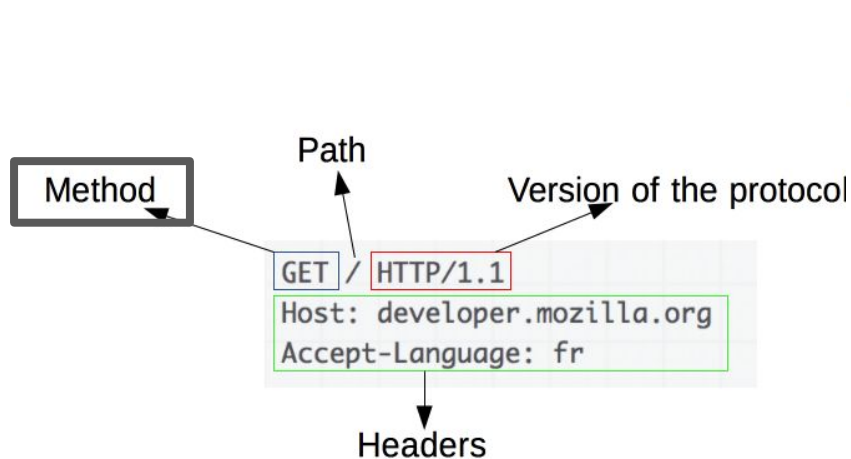 Path
Method
Version of the protocol
GET / HTTP/1.1
Host: developer.mozilla.org
Accept-Language: fr
Headers